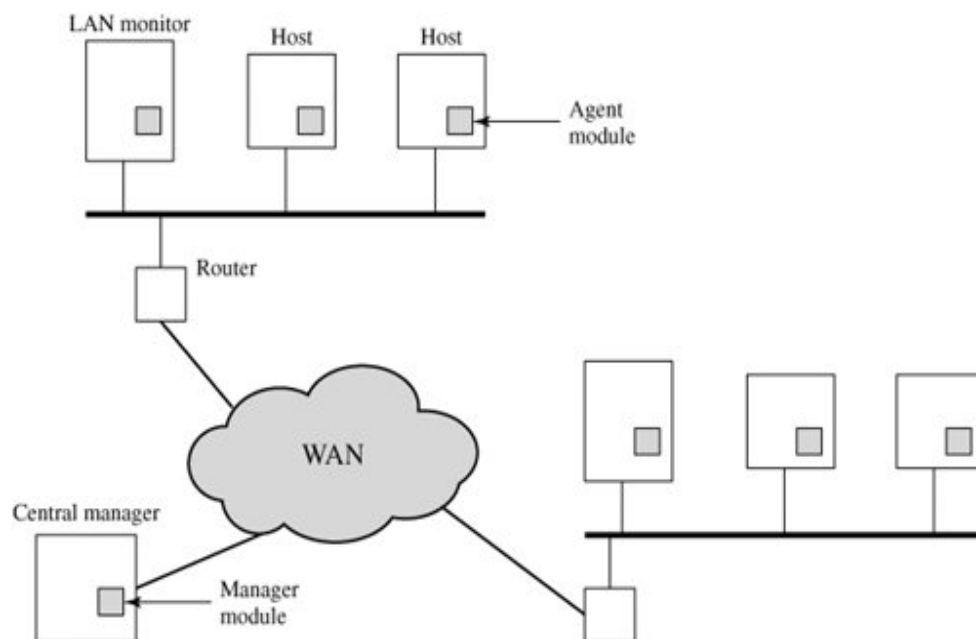 LAN monitor
Host
Host
Agent
module
Router
WAN
Central manager
Manager
module